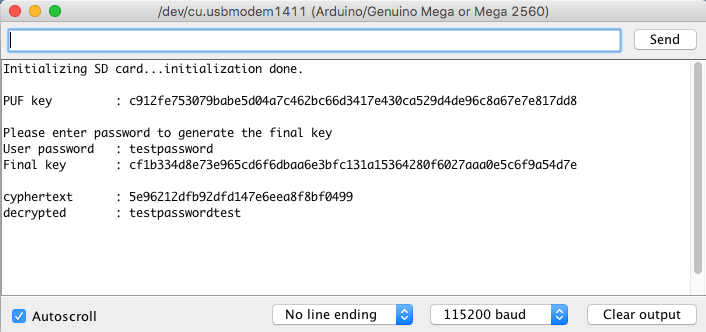 /dev/cu.usbmodem1411 (Arduino/Genuino Mega or Mega 2560)
Send
Initializing SD card...initialization done.
PUF key : c912fe753079babe5d04a7c462bc66d3417e430ca529d4de96c8a67e7e817dd8
Please enter password to generate the final key
User password : testpassword
Final key : cf1b334d8e73e965cd6f6dbaa6e3bfc131a15364280f6027aaa0e5c6f9a54d7e
cyphertext : 5e96212dfb92dfd147e6eea8f8bf0499
decrypted : testpasswordtest
Autoscroll No line ending 115200 baud Clear output